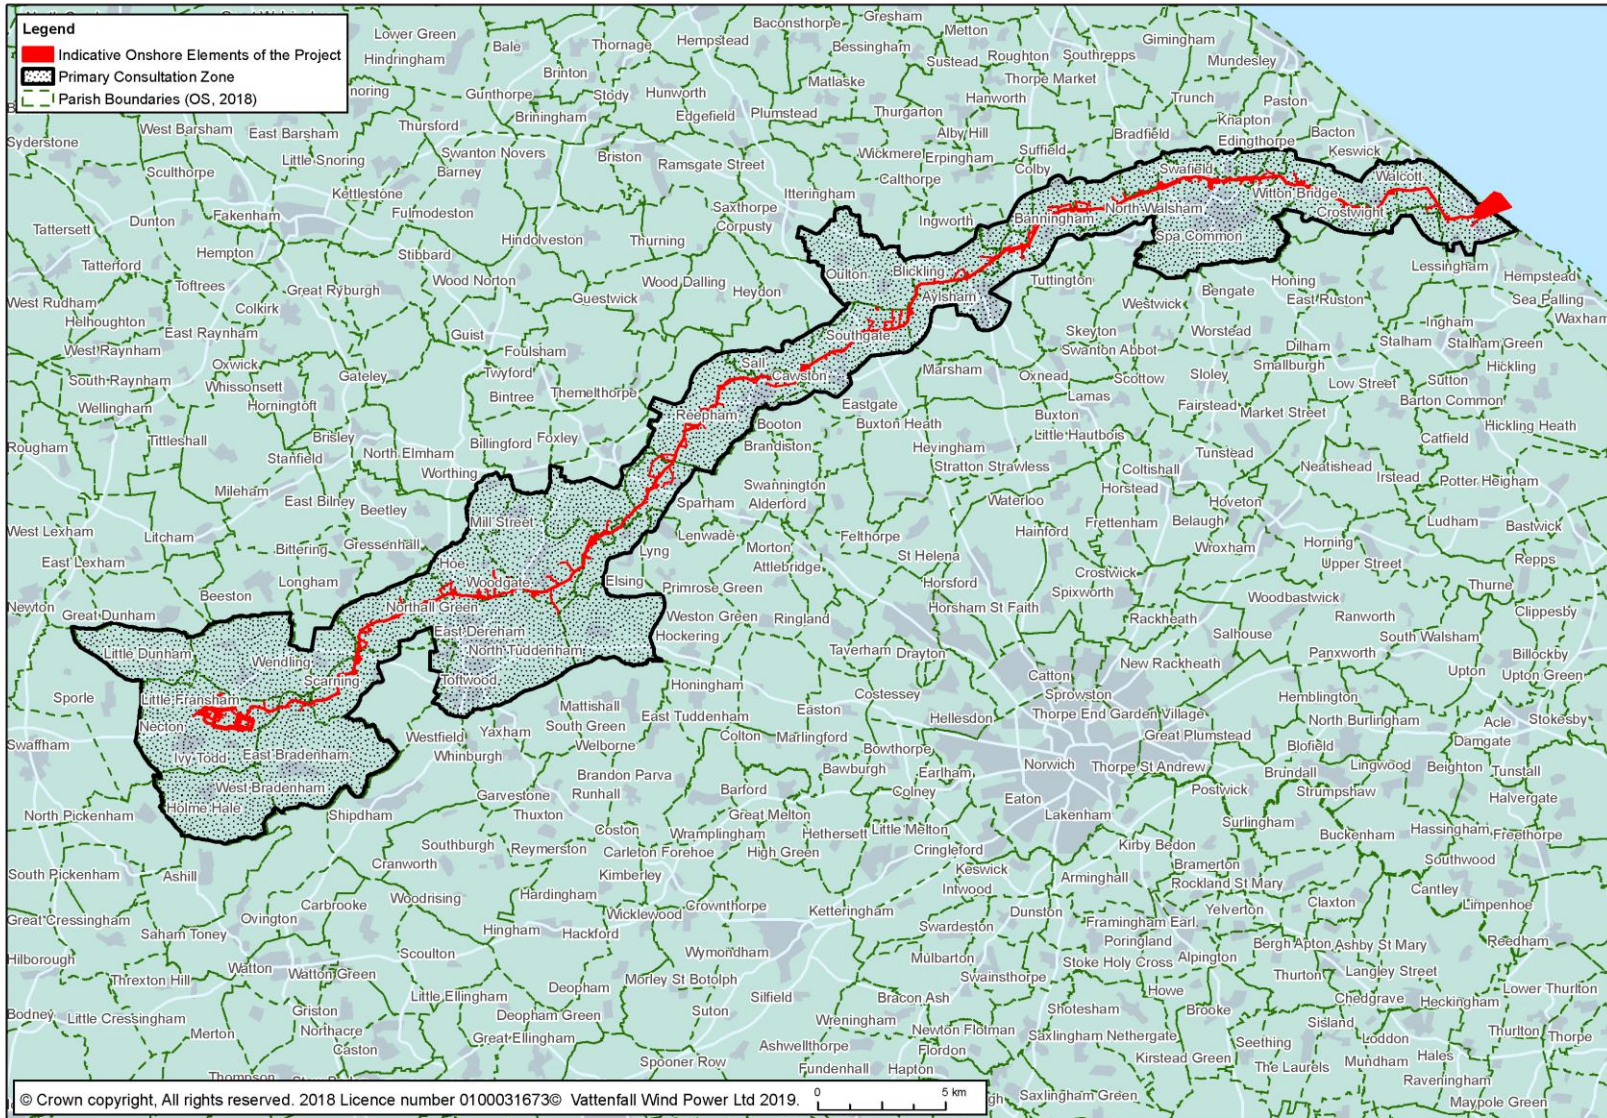 Legend
Indicative Onshore Elements of the Project
Primary Consultation Zone
Parish Boundaries (OS, 2018)
Gresham
Baconsthorpe Metton Gimingham
Lower Green Thornage Hempstead Bessingham Roughton Southrepps
Hindringham Bale Sustead Mundesley
Brinton Matlaske Thorpe Market
Gunthorpe Stody Hunworth Hanworth Trunch Paston
West Barsham East Barsham Thursford Briningham Edgefield Plumstead Thurgarton Knapton
Syderstone Little Snoring Swanton Novers Alby Hill Bradfield Edingthorpe Bacton
Sculthorpe Barney Briston Ramsgate Street Wickmere Erpingham Suffield Colby Swafield Keswick
Kettlestone Calthorpe Walcott
Dunton Fakenham Fulmodeston Itteringham Witton Bridge
Tattersett Saxthorpe Ingworth Banningham North Walsham Crostwight
Hempton Hindolveston Thurning Corpusty Spa Common
Tatterford Stibbard Blickling Lessingham
Toftrees Great Ryburgh Wood Norton Wood Dalling Oulton Tuttington Honing Hempstead
West Rudham Colkirk Guestwick Heydon Aylsham Westwick Bengate East Ruston Sea Palling
Helhoughton East Raynham Guist Southgate Skeyton Worstead Ingham Waxham
West Raynham Oxwick Foulsham Sall Swanton Abbot Dilham Stalham Stalham Green
South Raynham Whissonsett Gateley Twyford Cawston Marsham Oxnead Scottow Sloley Smallburgh Low Street Hickling
Wellingham Horningtoft Bintree Themelthorpe Reepham Eastgate Lamas Fairstead Sutton
Rougham Tittleshall Brisley Billingford Foxley Booton Buxton Heath Buxton Market Street Barton Common
Stanfield North Elmham Brandiston Hevingham Little Hautbois Tunstead Catfield Hickling Heath
Worthing Stratton Strawless Coltishall Neatishead Irstead
Mileham East Bilney Beetley Sparham Swannington Horstead Potter Heigham
West Lexham Litcham Mill Street Alderford Waterloo Hoveton
Gressenhall Lenwade Felthorpe Hainford Frettenham Belaugh Ludham Bastwick
East Lexham Bittering Hoe Lyng Morton St Helena Wroxham Horning
Longham Woodgate Elsing Attlebridge Crostwick Upper Street Repps
Newton Beeston Northall Green Primrose Green Horsford Spixworth Woodbastwick Thurne
Great Dunham Weston Green Ringland Horsham St Faith Rackheath Ranworth Clippesby
East Dereham Hockering Salhouse South Walsham
Little Dunham Wendling North Tuddenham Taverham Drayton New Rackheath Panxworth Billockby
Scarning Toftwood Honingham Catton Upton
Sporle Little Fransham Costessey Sprowston Hemblington Upton Green
Necton Mattishall East Tuddenham Easton Hellesdon Thorpe End Garden Village North Burlingham Acle Stokesby
Swaffham Westfield Yaxham South Green Colton Marlingford Great Plumstead Damgate
Ivy Todd East Bradenham Whinburgh Welborne Bowthorpe Norwich Thorpe St Andrew Blofield Lingwood Beighton
West Bradenham Brandon Parva Bawburgh Earlham Brundall Tunstall
Holme Hale Garvestone Runhall Barford Colney Eaton Postwick Strumpshaw Halvergate
North Pickenham Shipdham Thuxton Great Melton Lakenham
Coston Wramplingham Hethersett Little Melton Surlingham Buckenham Hassingham Freethorpe
Southburgh Reymerston Carleton Forehoe High Green Cringleford Kirby Bedon
South Pickenham Ashill Cranworth Kimberley Keswick Arminghall Bramerton Southwood
Hardingham Intwood Rockland St Mary Cantley
Great Cressingham Carbrooke Woodrising Crownthorpe Ketteringham Dunston Framingham Earl Yelverton Claxton Limpenhoe
Ovington Wicklewood Swardeston
Saham Toney Hingham Hackford Poringland Bergh Apton Ashby St Mary Reedham
Hilborough Watton Scoulton Wymondham Mulbarton Stoke Holy Cross Alpington
Threxton Hill Watton Green Morley St Botolph Swainsthorpe Thurton Langley Street
Deopham Howe Lower Thurlton
Bodney Little Cressingham Little Ellingham Silfield Bracon Ash Shotesham Brooke Chedgrave Heckingham
Griston Deopham Green Suton Wreningham Newton Flotman Sisland
Merton Northacre Great Ellingham Saxlingham Nethergate Seething Loddon Thurlton Thorpe
Caston Ashwellthorpe Flordon Kirstead Green Mundham Hales
Thompson Spooner Row Fundenhall Hapton The Laurels Raveningham
Saxlingham Green Woodton Maypole Green
© Crown copyright, All rights reserved. 2018 Licence number 0100031673© Vattenfall Wind Power Ltd 2019.
0 5 km